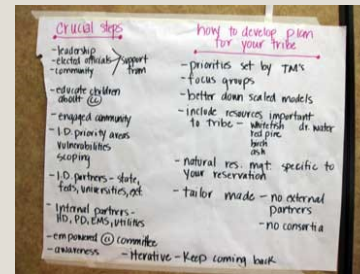 crucial steps
-leadership
-elected officials
-community
support from
-educate children
about (CC)
-engaged community
-I.D. priority areas
vulnerabilities
scoping
-I.D. partners - state,
feds, universities, ect
-Internal partners-
HD, PD, EMS, utilities
-empowered (CC) committee
-awareness
-iterative - Keep coming back
how to develop plan
for your tribe
-priorities set by TM's
-focus groups
-better down scaled models
-include resources important
to tribe - whitefish dr. water
red pine
birch
ash
-natural res. mgt. specific to
your reservation
-tailor made - no external
partners
- no consortia